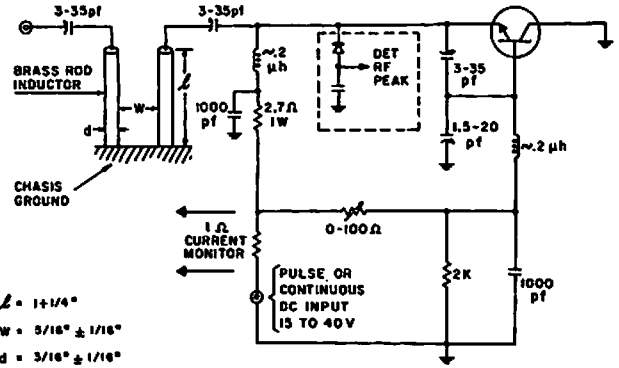 3-35pf
3-35pf
BRASS ROD
INDUCTOR
W
l
d
CHASIS
GROUND
~.2
μh
1000
pf
2.7Ω
1W
DET
RF
PEAK
3-35
pf
1.5-20
pf
~.2 μh
1Ω
CURRENT
MONITOR
0-100Ω
PULSE OR
CONTINUOUS
DC INPUT
15 TO 40V
2K
1000
pf
l = 1+1/4"
W = 5/16" ± 1/16"
d = 3/16" ± 1/16"